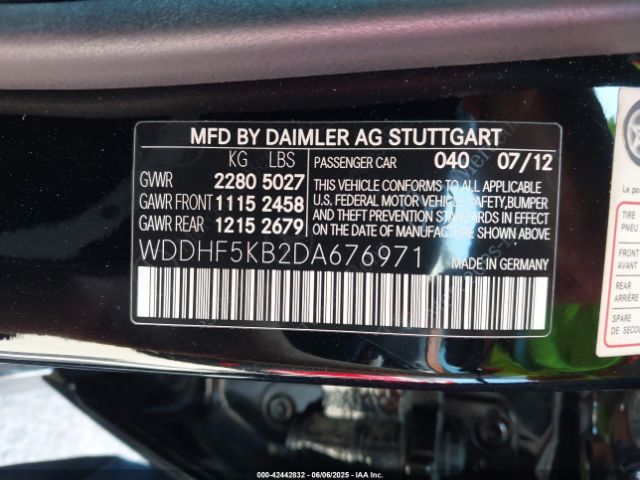 MFD BY DAIMLER AG STUTTGART
KG LBS
GVWR 2280 5027
GAWR FRONT 1115 2458
GAWR REAR 1215 2679
PASSENGER CAR 040 07/12
THIS VEHICLE CONFORMS TO ALL APPLICABLE
U.S. FEDERAL MOTOR VEHICLE SAFETY, BUMPER
AND THEFT PREVENTION STANDARDS IN EFFECT
ON THE DATE OF MANUFACTURE SHOWN ABOVE
WDDHF5KB2DA676971 MADE IN GERMANY
TIRE
PNEU
FRONT
AVANT
REAR
ARRIÈRE
SPARE
DE SECOU
000-42442832 - 06/06/2025 - IAAI.com